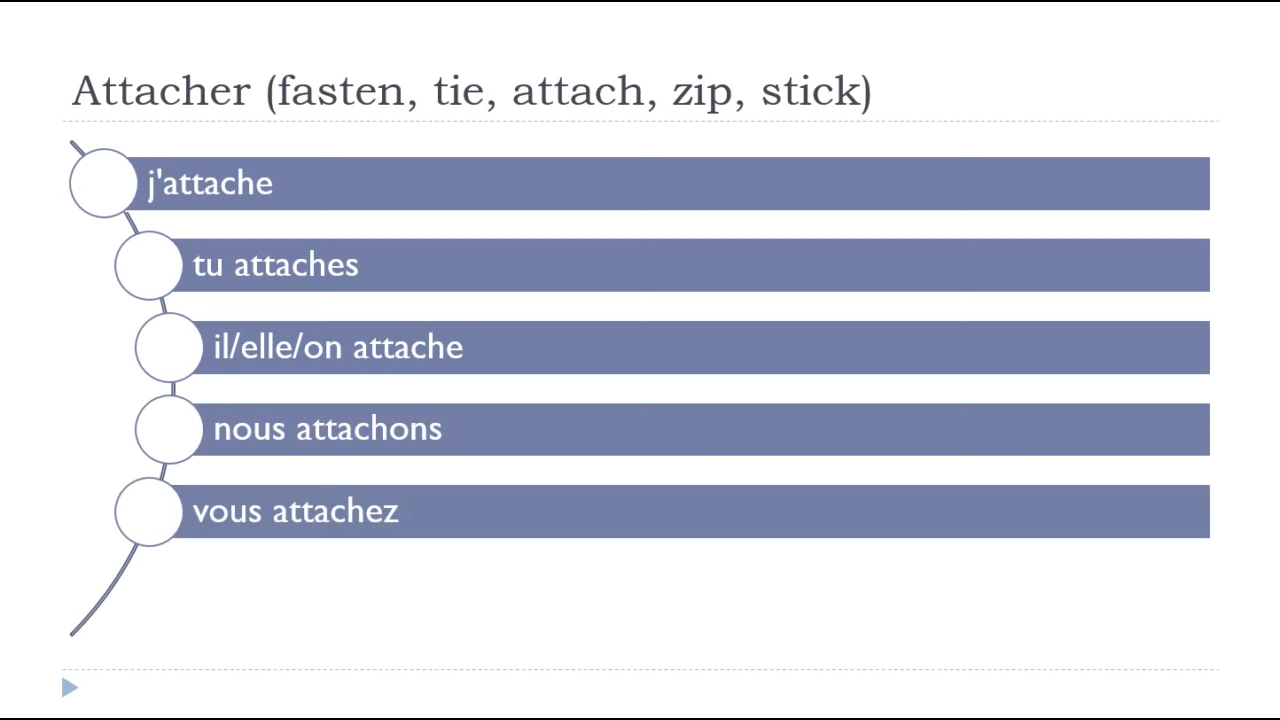 Attacher (fasten, tie, attach, zip, stick)
j'attache
tu attaches
il/elle/on attache
nous attachons
vous attachez